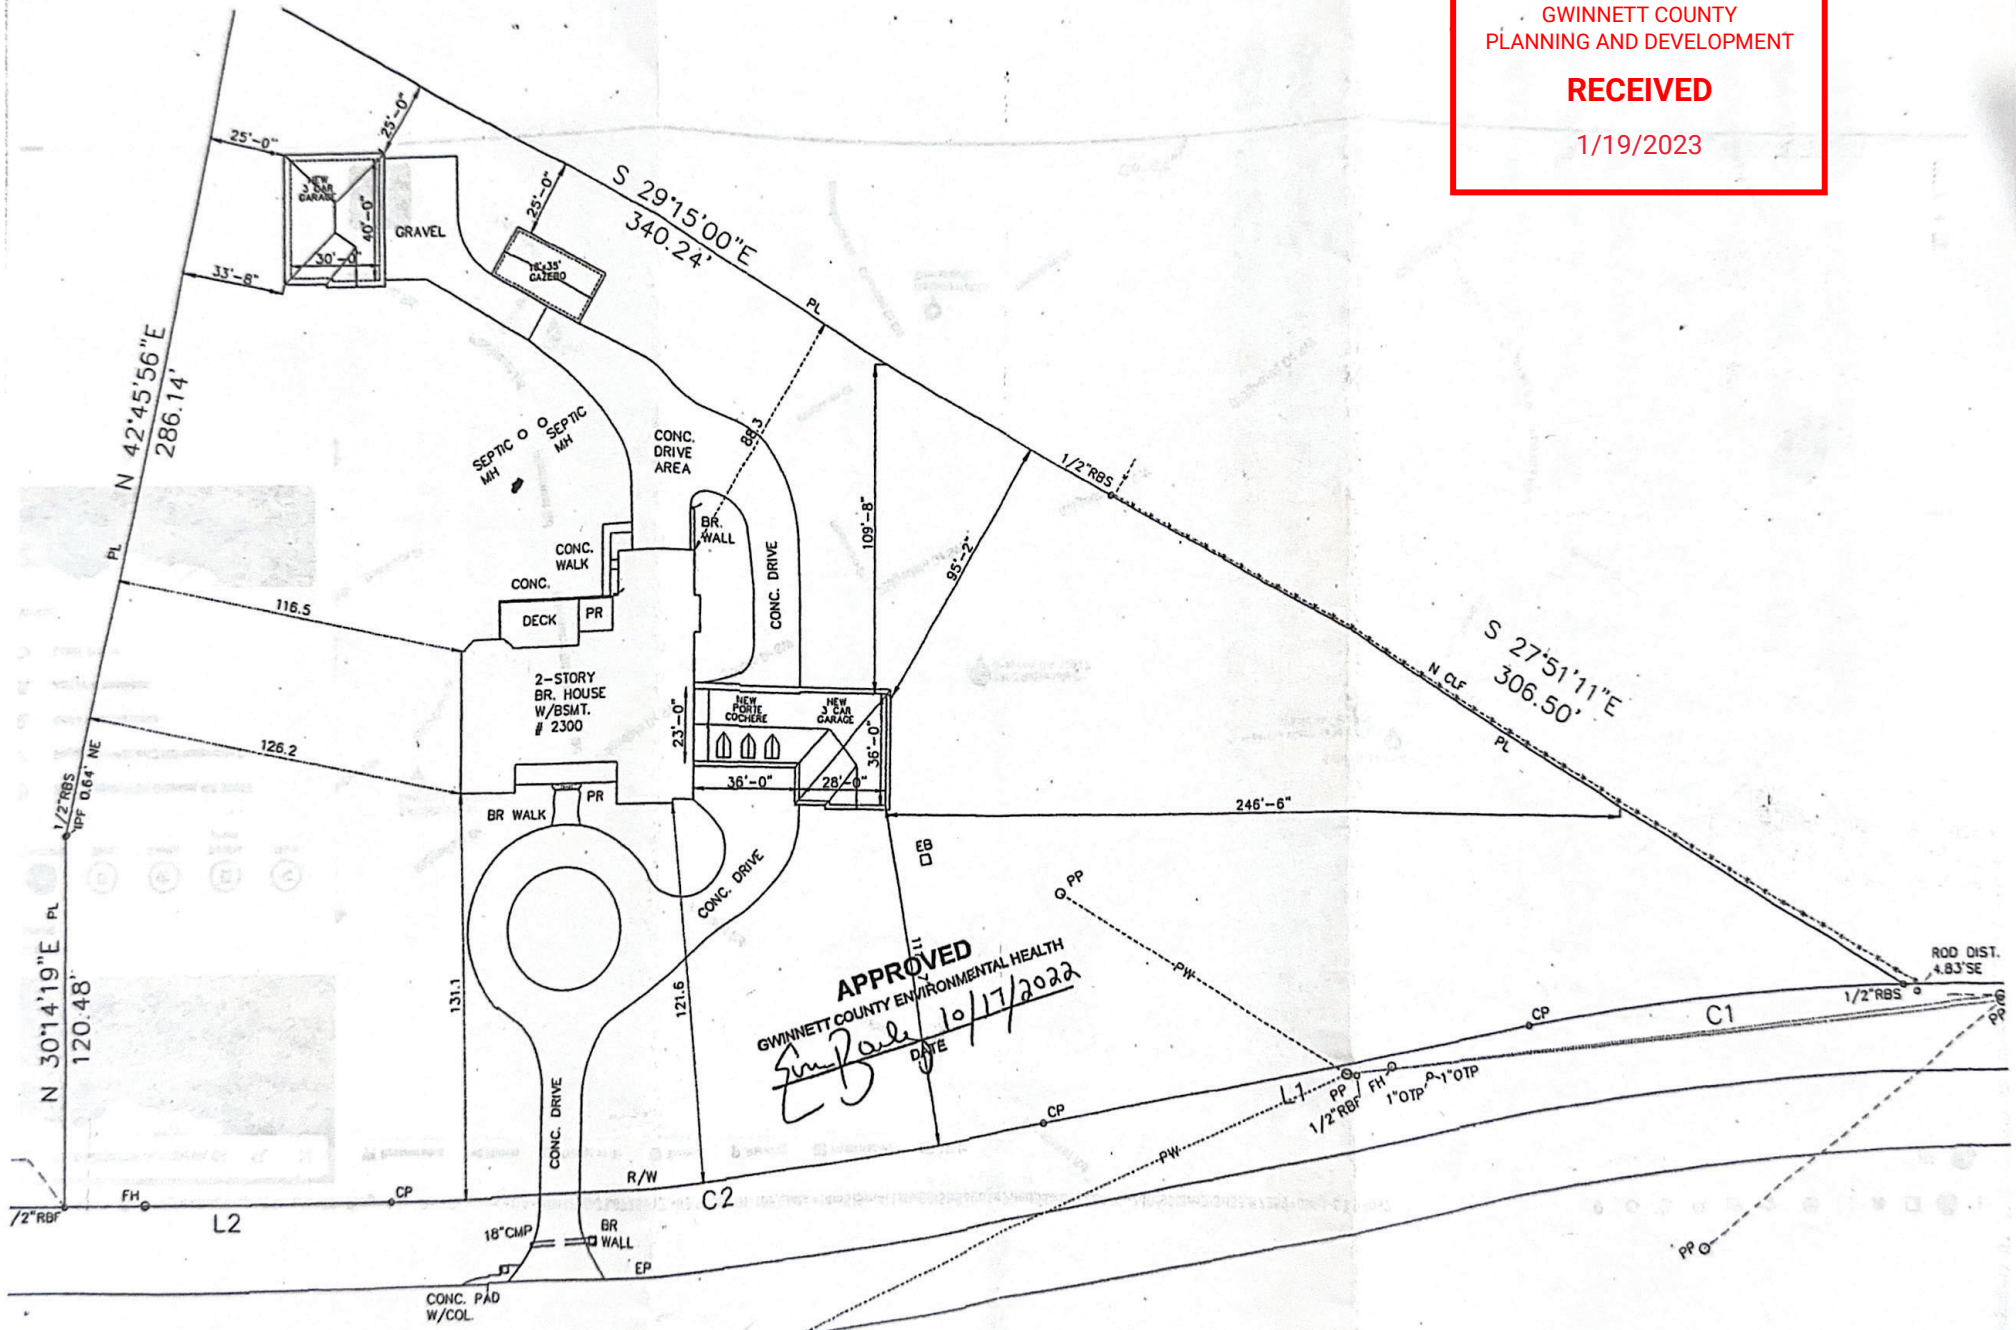 GWINNETT COUNTY
PLANNING AND DEVELOPMENT
RECEIVED
1/19/2023
25'-0"
25'-0"
NEW
3 CAR
GARAGE
40'-0"
30'-0"
GRAVEL
33'-8"
25'-0"
18'x35'
GAZEBO
S 29°15'00"E
340.24'
PL
N 42°45'56"E
286.14'
PL
SEPTIC
MH
SEPTIC
MH
CONC.
DRIVE
AREA
88.3
109'-8"
95'-2"
1/2"RBS
BR.
WALL
CONC.
WALK
CONC.
DECK
PR
CONC. DRIVE
116.5
2-STORY
BR. HOUSE
W/BSMT.
# 2300
23'-0"
NEW
PORTE
COCHERE
NEW
3 CAR
GARAGE
36'-0"
36'-0"
28'-0"
S 27°51'11"E
306.50'
N CLF
PL
126.2
246'-6"
1/2"RBS
IPF 0.64' NE
PR
BR WALK
EB
PP
CONC. DRIVE
N 30°14'19"E
PL
120.48'
131.1
121.6
APPROVED
GWINNETT COUNTY ENVIRONMENTAL HEALTH
10/17/2022
DATE
PW
ROD DIST.
4.83'SE
1/2"RBS
PP
C1
CP
L1
PP
1/2"RBF
FH
1"OTP
1"OTP
CP
PW
CONC. DRIVE
R/W
C2
CP
FH
/2"RBF
L2
18"CMP
BR
WALL
EP
CONC. PAD
W/COL.
PP